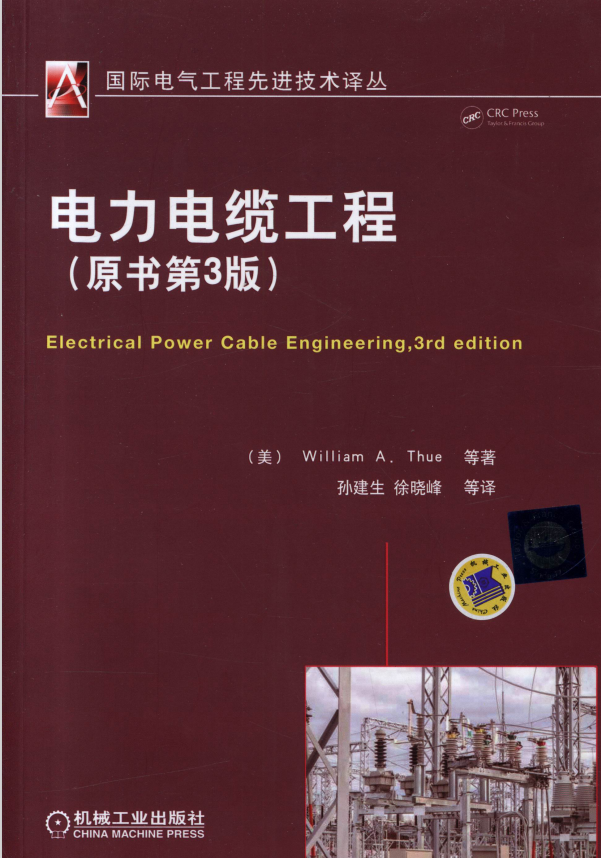 国际电气工程先进技术译丛
CRC
CRC Press
Taylor & Francis Group
电力电缆工程
(原书第3版)
Electrical Power Cable Engineering,3rd edition
(美) William A. Thue 等著
孙建生 徐晓峰 等译
机械工业出版社
CHINA MACHINE PRESS